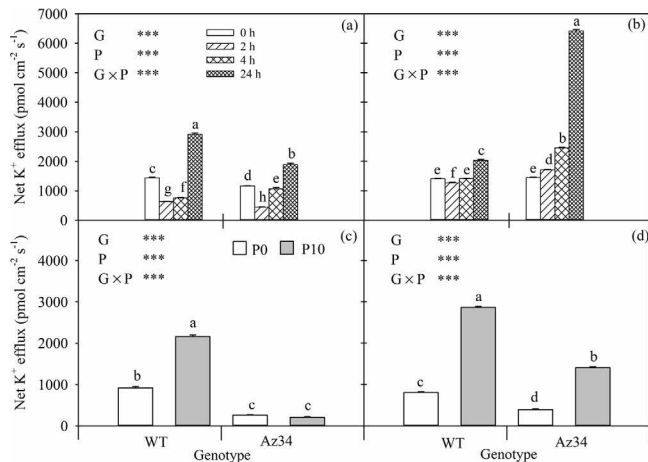 Net K⁺ efflux (pmol cm⁻² s⁻¹)
7000
6000
5000
4000
3000
2000
1000
0
G ***
P ***
G × P ***
0 h
2 h
4 h
24 h
(a)
c
g
f
a
d
h
e
b
G ***
P ***
G × P ***
(b)
e
f
e
c
e
d
b
a
Net K⁺ efflux (pmol cm⁻² s⁻¹)
4000
3000
2000
1000
0
G ***
P ***
G × P ***
P0
P10
(c)
b
a
c
c
WT
Az34
Genotype
G ***
P ***
G × P ***
(d)
c
a
d
b
WT
Az34
Genotype